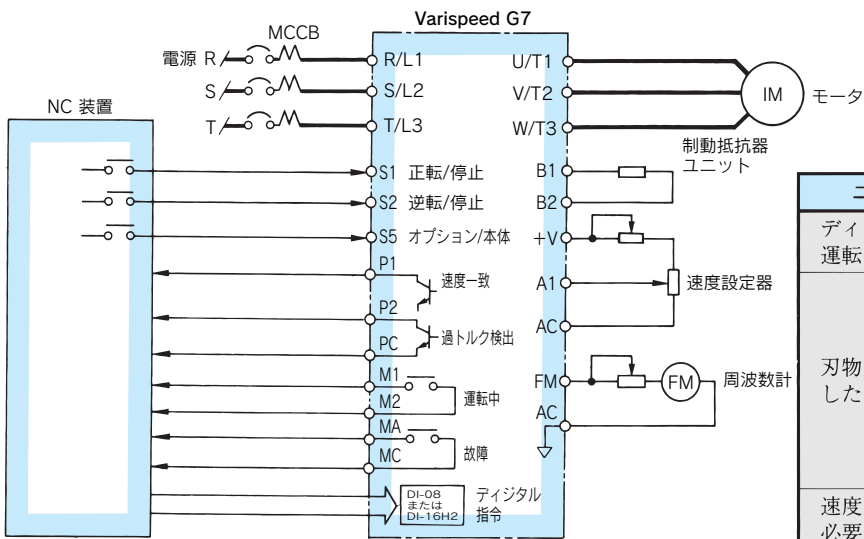 Varispeed G7
MCCB
電源 R
S
T
R/L1
S/L2
T/L3
U/T1
V/T2
W/T3
IM
モータ
NC 装置
制動抵抗器
ユニット
S1 正転/停止
S2 逆転/停止
S5 オプション/本体
B1
B2
+V
A1
AC
速度設定器
P1
速度一致
P2
過トルク検出
PC
M1
M2
運転中
MA
MC
故障
FM
FM
周波数計
AC
DI-08
または
DI-16H2
ディジタル
指令
ディ
運転
刃物
した
速度
必要